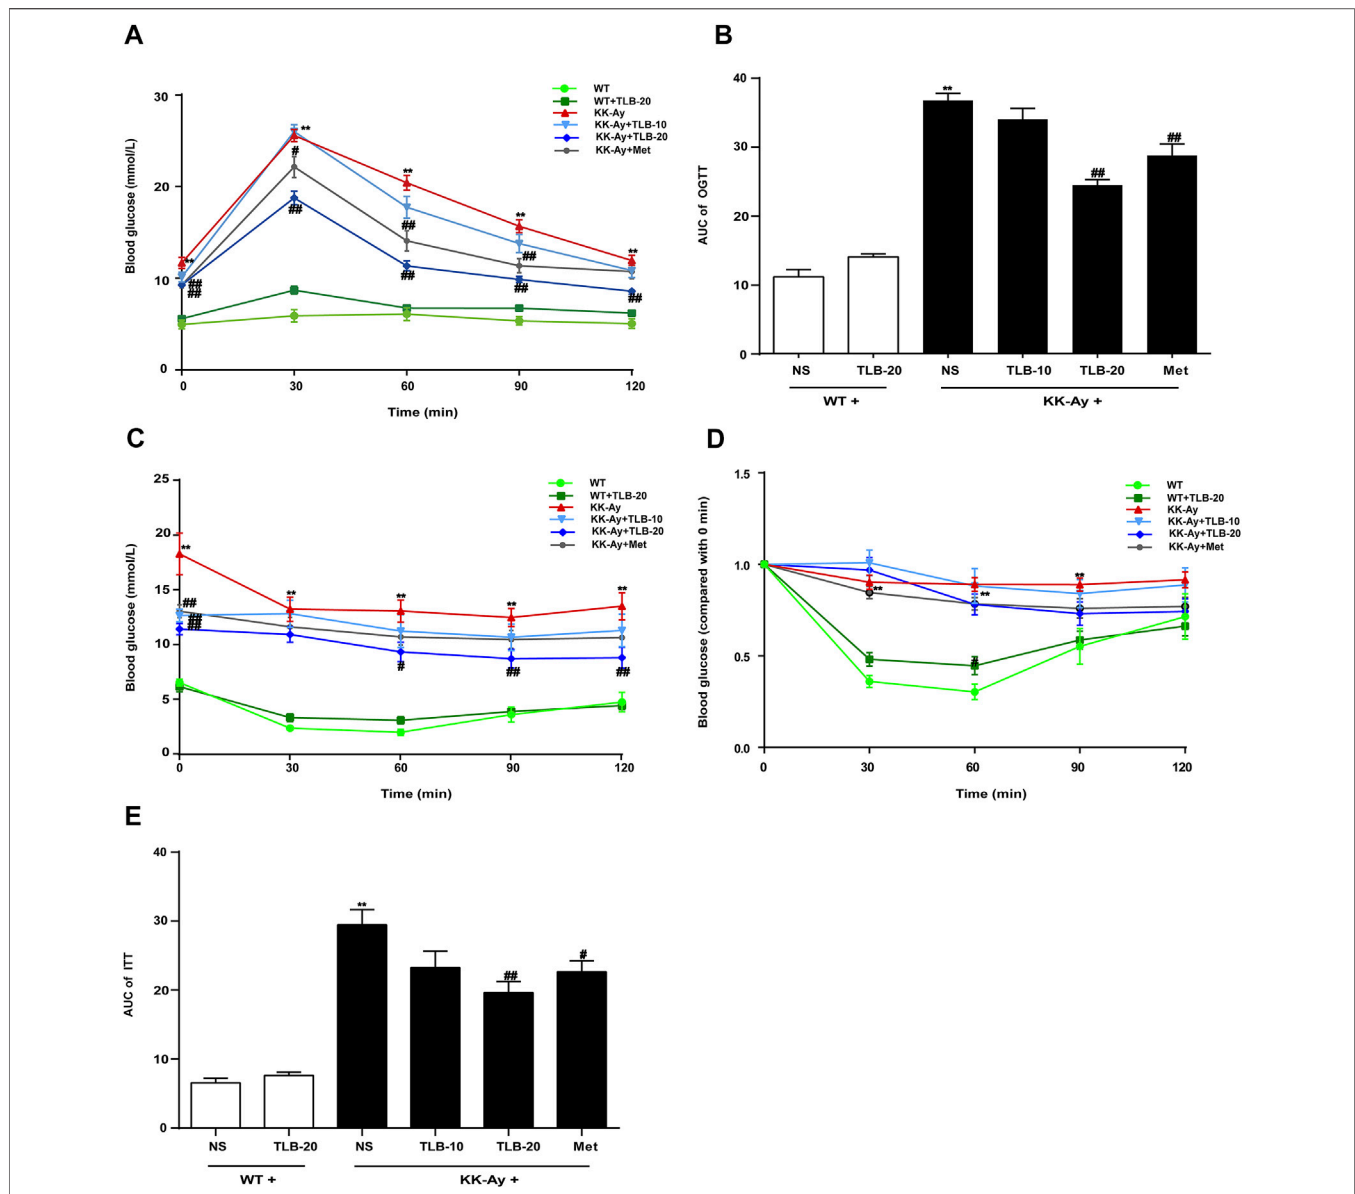 A
Blood glucose (mmol/L)
30
20
10
0
0 30 60 90 120
Time (min)
WT
WT+TLB-20
KK-Ay
KK-Ay+TLB-10
KK-Ay+TLB-20
KK-Ay+Met
**
##
##
**
#
##
**
##
##
**
##
##
**
##
B
AUC of OGTT
40
30
20
10
0
**
##
##
NS TLB-20 NS TLB-10 TLB-20 Met
WT + KK-Ay +
C
Blood glucose (mmol/L)
25
20
15
10
5
0
0 30 60 90 120
Time (min)
WT
WT+TLB-20
KK-Ay
KK-Ay+TLB-10
KK-Ay+TLB-20
KK-Ay+Met
**
##
##
##
**
**
#
**
##
**
##
D
Blood glucose (compared with 0 min)
1.5
1.0
0.5
0.0
0 30 60 90 120
Time (min)
WT
WT+TLB-20
KK-Ay
KK-Ay+TLB-10
KK-Ay+TLB-20
KK-Ay+Met
**
**
#
**
E
AUC of ITT
40
30
20
10
0
**
##
#
NS TLB-20 NS TLB-10 TLB-20 Met
WT + KK-Ay +